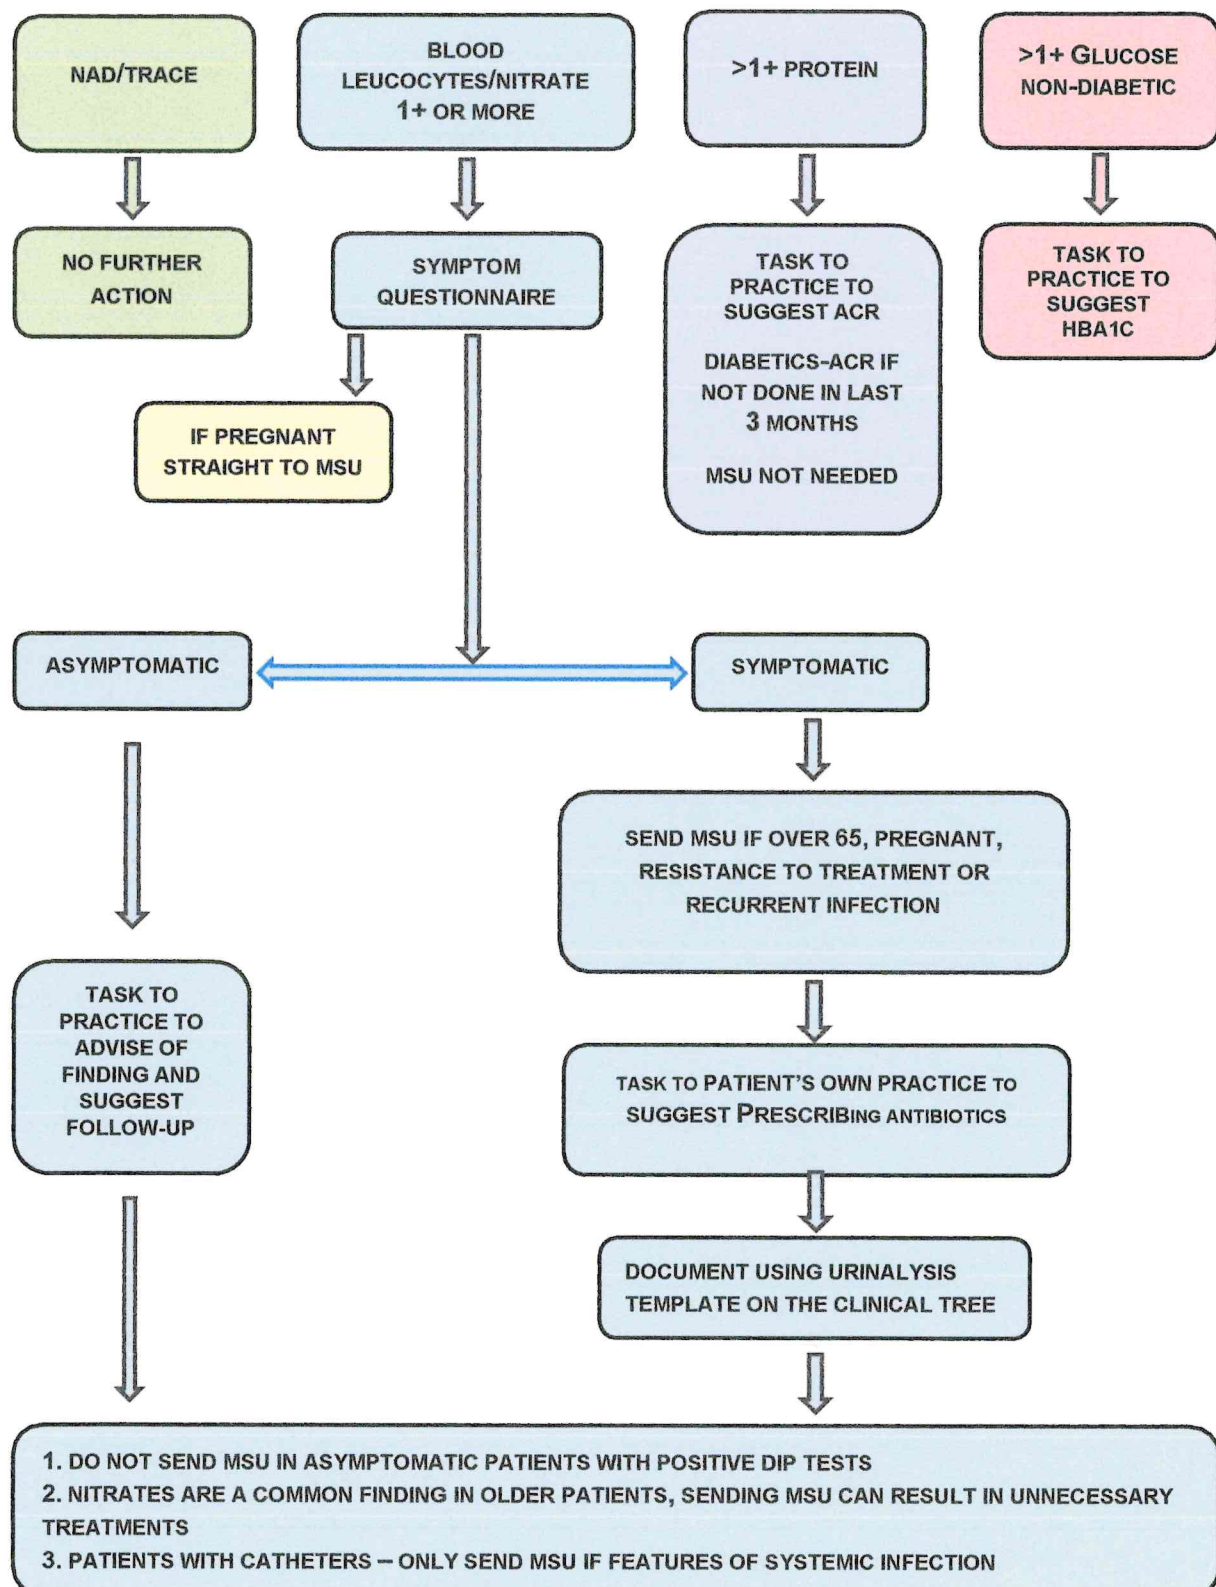 NAD/TRACE
BLOOD
LEUCOCYTES/NITRATE
1+ OR MORE
>1+ PROTEIN
>1+ GLUCOSE
NON-DIABETIC
NO FURTHER
ACTION
SYMPTOM
QUESTIONNAIRE
TASK TO
PRACTICE TO
SUGGEST ACR
DIABETICS-ACR IF
NOT DONE IN LAST
3 MONTHS
MSU NOT NEEDED
TASK TO
PRACTICE TO
SUGGEST
HBA1C
IF PREGNANT
STRAIGHT TO MSU
ASYMPTOMATIC
SYMPTOMATIC
SEND MSU IF OVER 65, PREGNANT,
RESISTANCE TO TREATMENT OR
RECURRENT INFECTION
TASK TO
PRACTICE TO
ADVISE OF
FINDING AND
SUGGEST
FOLLOW-UP
TASK TO PATIENT'S OWN PRACTICE TO
SUGGEST PRESCRIBING ANTIBIOTICS
DOCUMENT USING URINALYSIS
TEMPLATE ON THE CLINICAL TREE
1. DO NOT SEND MSU IN ASYMPTOMATIC PATIENTS WITH POSITIVE DIP TESTS
2. NITRATES ARE A COMMON FINDING IN OLDER PATIENTS, SENDING MSU CAN RESULT IN UNNECESSARY
TREATMENTS
3. PATIENTS WITH CATHETERS – ONLY SEND MSU IF FEATURES OF SYSTEMIC INFECTION